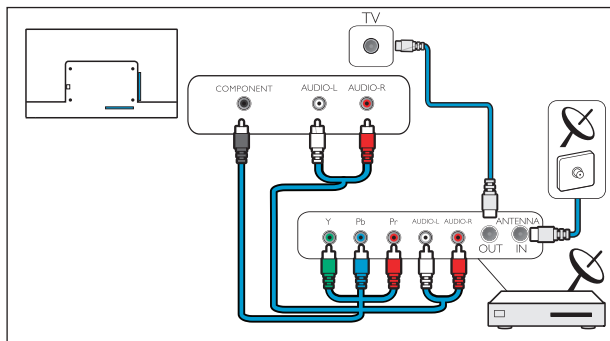 TV
COMPONENT AUDIO-L AUDIO-R
Y Pb Pr AUDIO-L AUDIO-R ANTENNA
OUT IN